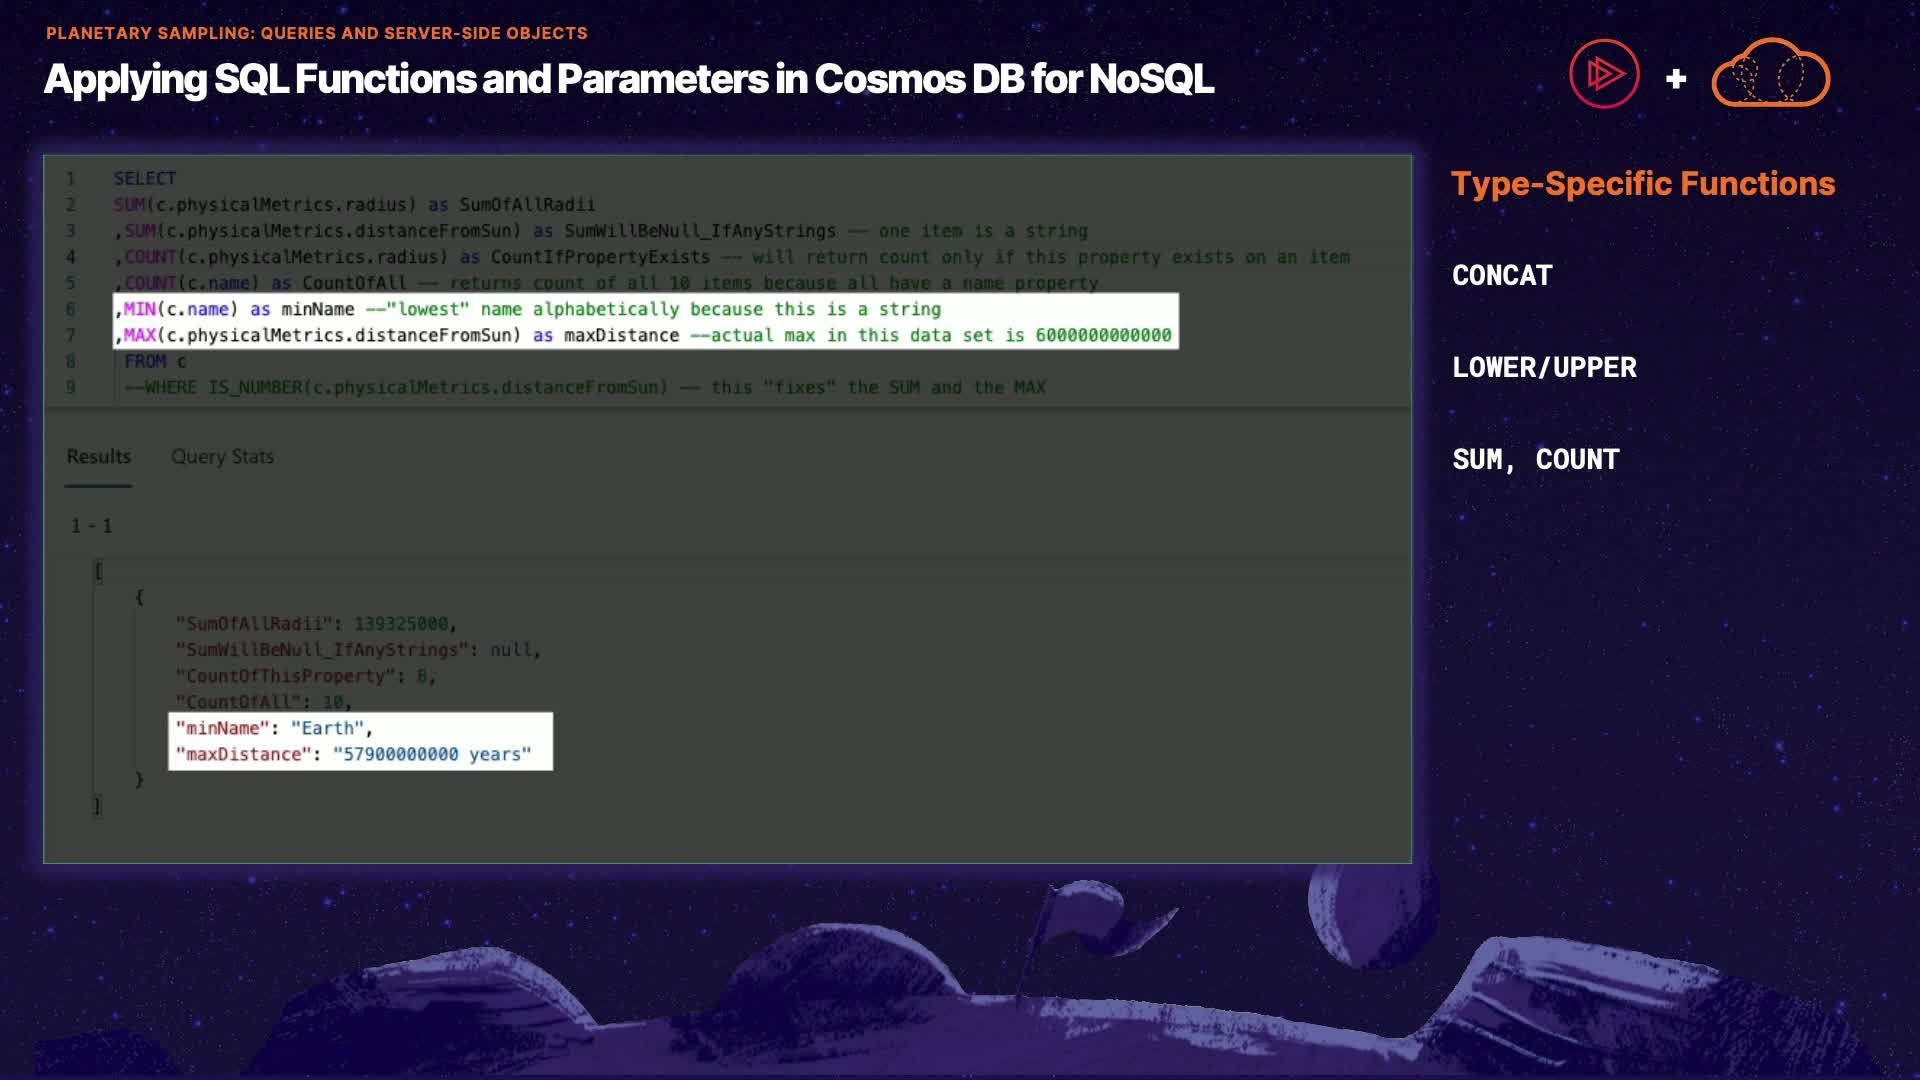 PLANETARY SAMPLING: QUERIES AND SERVER-SIDE OBJECTS
Applying SQL Functions and Parameters in Cosmos DB for NoSQL
+
1 SELECT
2 SUM(c.physicalMetrics.radius) as SumOfAllRadii
3 ,SUM(c.physicalMetrics.distanceFromSun) as SumWillBeNull_IfAnyStrings -- one item is a string
4 ,COUNT(c.physicalMetrics.radius) as CountIfPropertyExists -- will return count only if this property exists on an item
5 ,COUNT(c.name) as CountOfAll -- returns count of all 10 items because all have a name property
6 ,MIN(c.name) as minName --"lowest" name alphabetically because this is a string
7 ,MAX(c.physicalMetrics.distanceFromSun) as maxDistance --actual max in this data set is 6000000000000
8 FROM c
9 --WHERE IS_NUMBER(c.physicalMetrics.distanceFromSun) -- this "fixes" the SUM and the MAX
Results Query Stats
1 - 1
[
{
"SumOfAllRadii": 139325000,
"SumWillBeNull_IfAnyStrings": null,
"CountOfThisProperty": 8,
"CountOfAll": 10,
"minName": "Earth",
"maxDistance": "57900000000 years"
}
]
Type-Specific Functions
CONCAT
LOWER/UPPER
SUM, COUNT